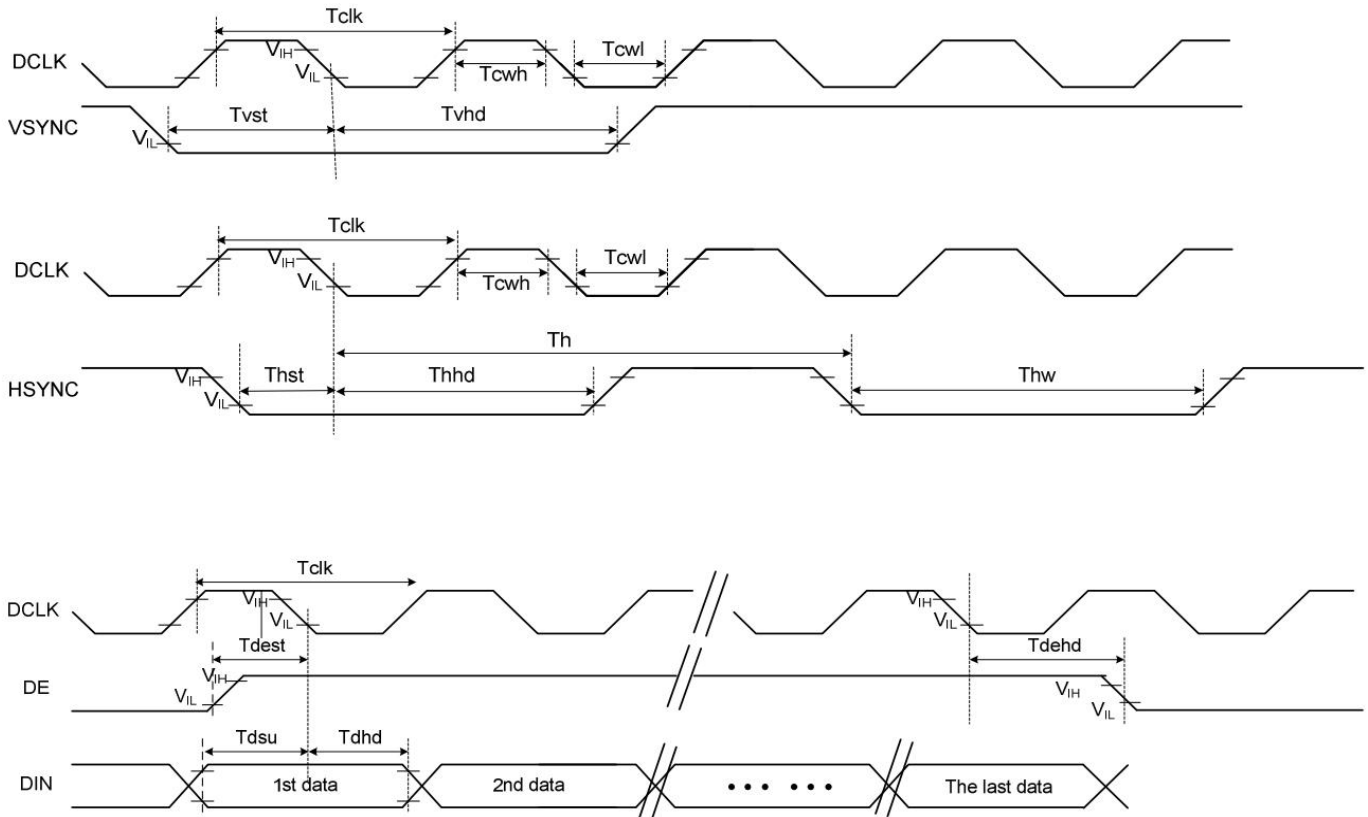 Tclk
DCLK
VIH
VIL
Tcwh
Tcwl
VSYNC
VIL
Tvst
Tvhd
Tclk
DCLK
VIH
VIL
Tcwh
Tcwl
Th
HSYNC
VIH
VIL
Thst
Thhd
Thw
Tclk
DCLK
VIH
VIL
VIH
VIL
Tdest
Tdehd
DE
VIL
VIH
VIH
VIL
Tdsu
Tdhd
DIN
1st data
2nd data
• • • • • •
The last data